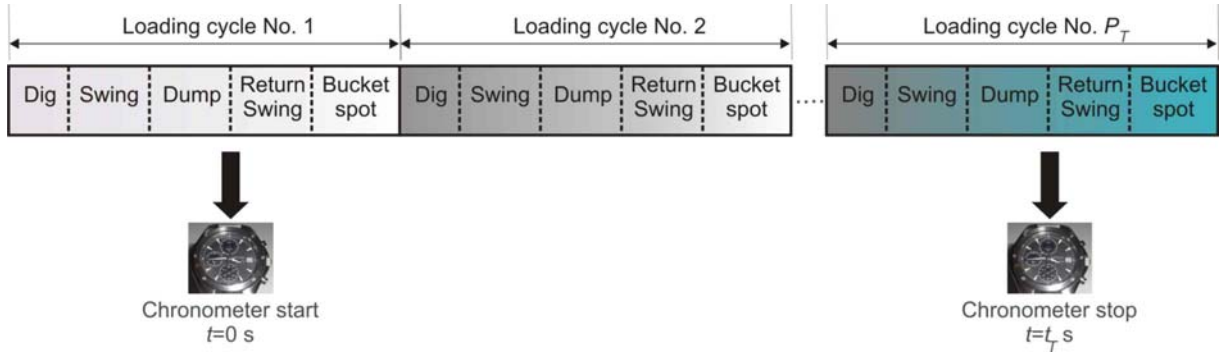 Loading cycle No. 1
Loading cycle No. 2
Loading cycle No. P_T
Dig
Swing
Dump
Return
Swing
Bucket
spot
Dig
Swing
Dump
Return
Swing
Bucket
spot
....
Dig
Swing
Dump
Return
Swing
Bucket
spot
Chronometer start
t=0 s
Chronometer stop
t=t_T s